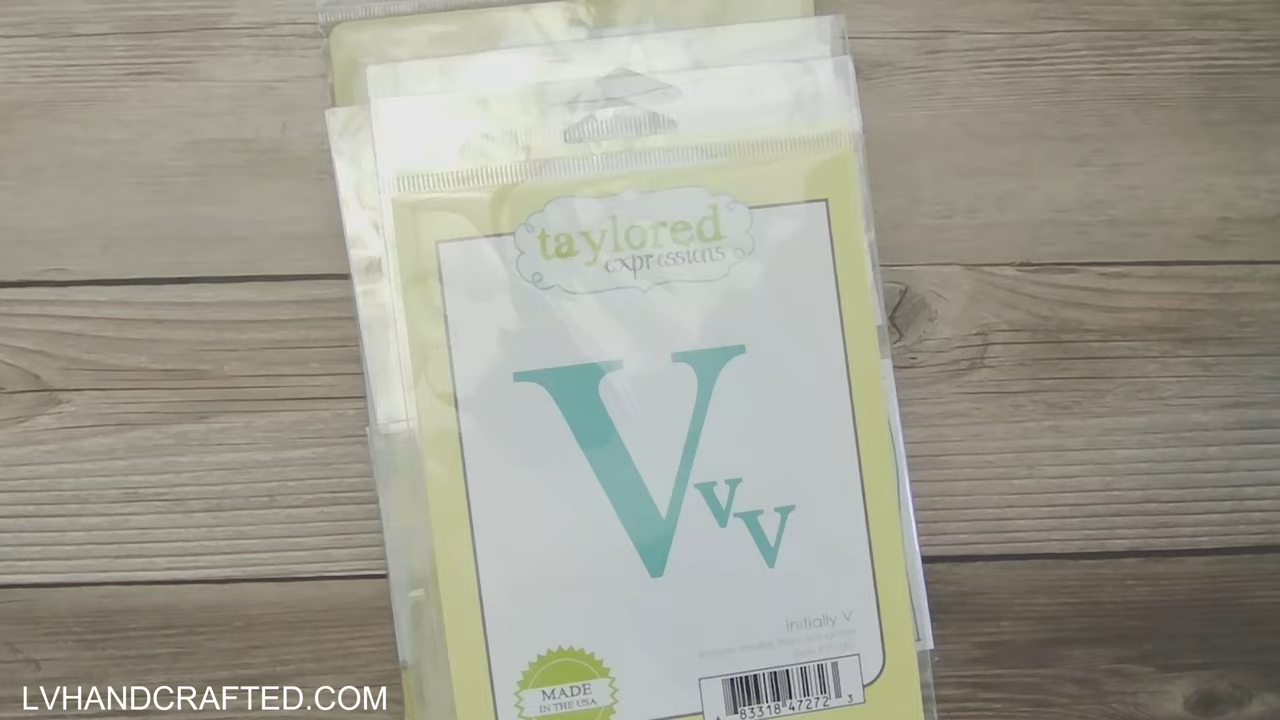 taylored
expressions
V
v
v
Initially V
MADE
IN THE USA
83318 47272 3
LVHANDCRAFTED.COM